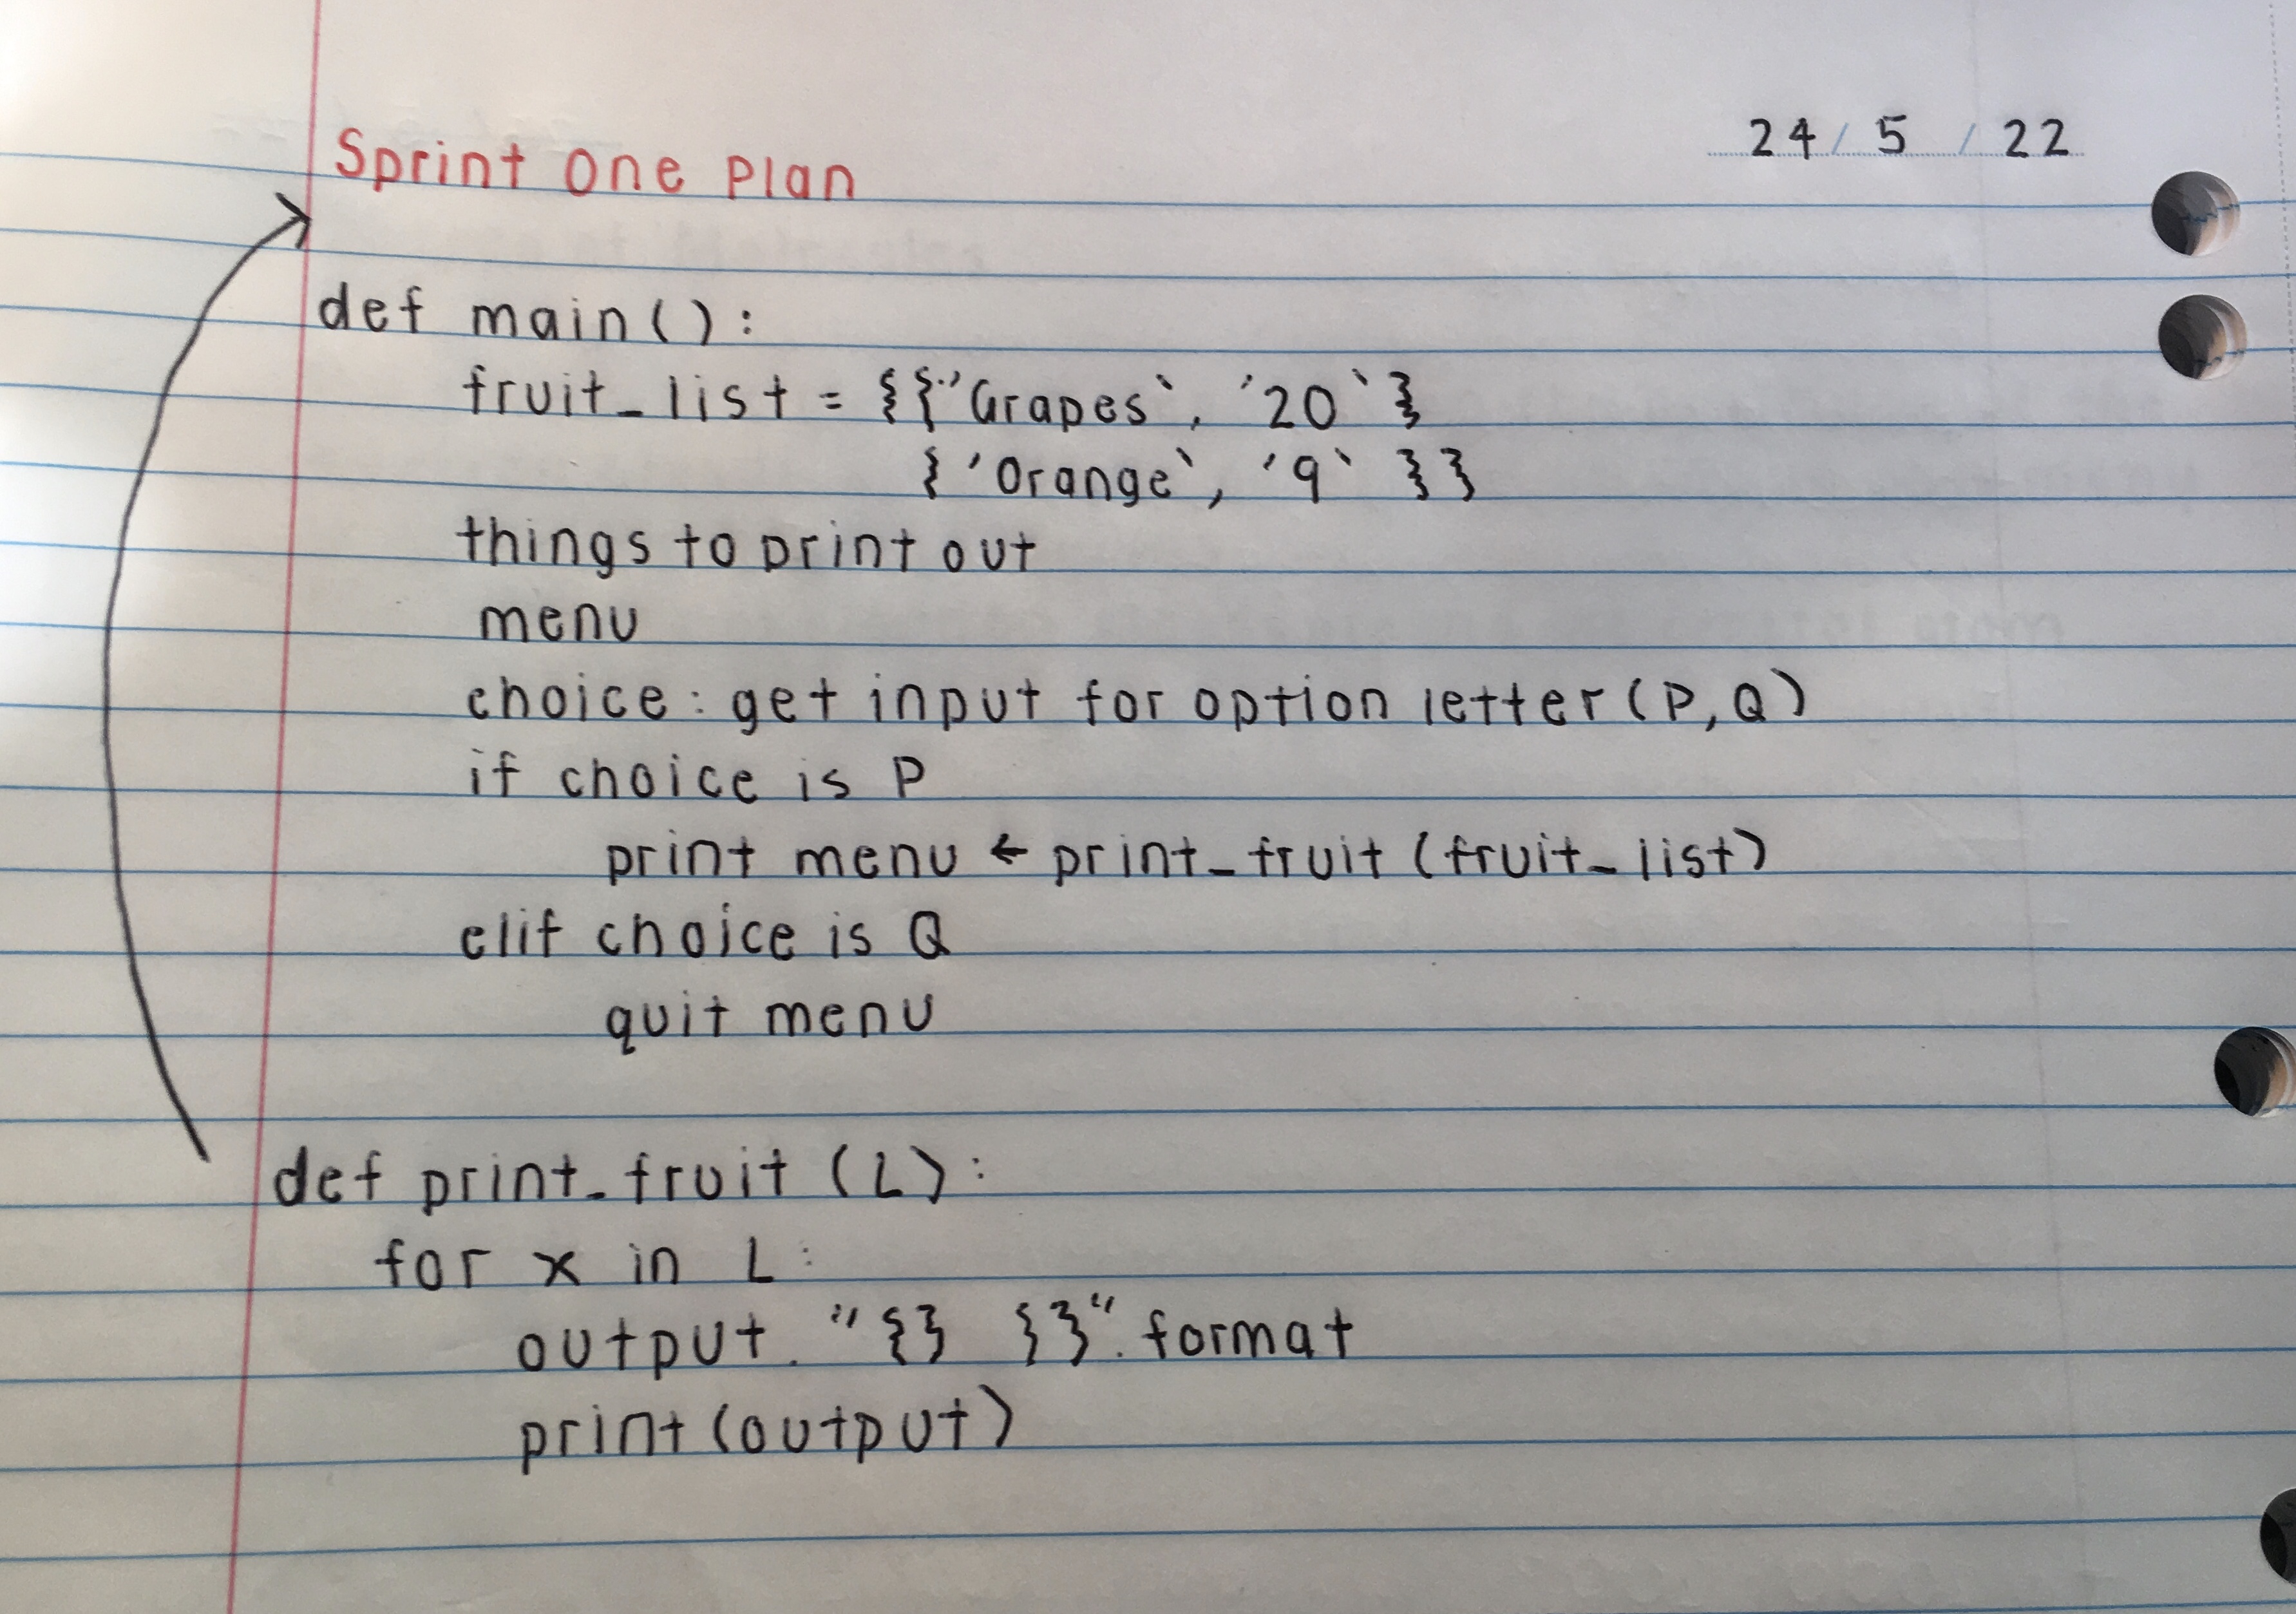 24/5/22
Sprint One Plan
def main():
fruit_list = {{'Grapes', '20'}
{'Orange', '9'}}
things to print out
menu
choice: get input for option letter (P,Q)
if choice is P
print menu ← print_fruit (fruit_list)
elif choice is Q
quit menu
def print_fruit (L):
for x in L:
output. "{} {}".format
print(output)